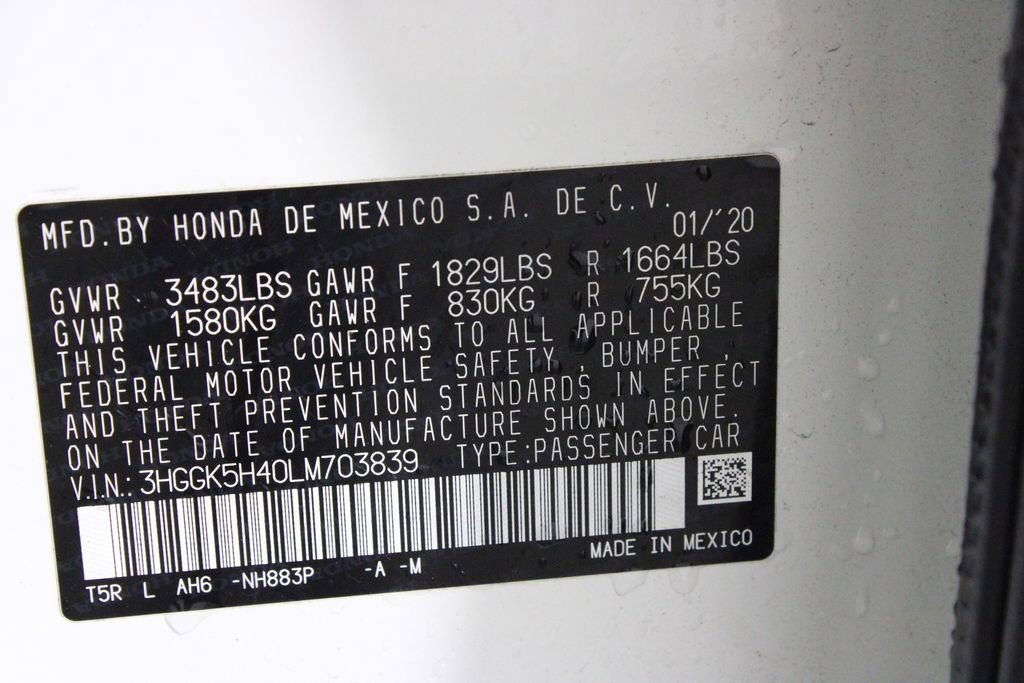 MFD. BY HONDA DE MEXICO S.A. DE C.V.
01/'20
GVWR 3483LBS GAWR F 1829LBS R 1664LBS
GVWR 1580KG GAWR F 830KG R 755KG
THIS VEHICLE CONFORMS TO ALL APPLICABLE
FEDERAL MOTOR VEHICLE SAFETY, BUMPER,
AND THEFT PREVENTION STANDARDS IN EFFECT
ON THE DATE OF MANUFACTURE SHOWN ABOVE.
V.I.N.: 3HGGK5H40LM703839 TYPE:PASSENGER CAR
MADE IN MEXICO
T5R L AH6 -NH883P -A -M